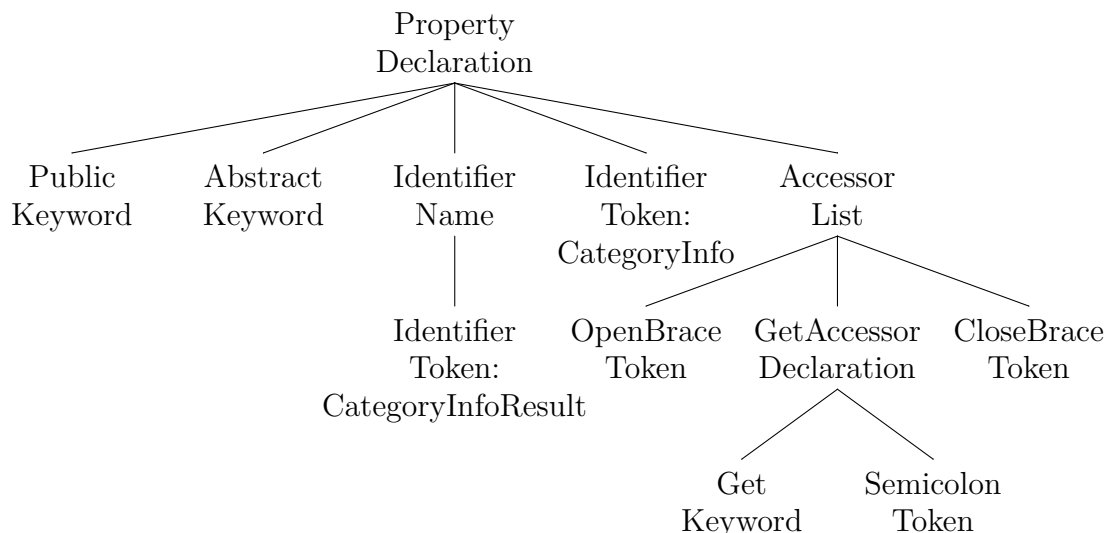 Property
Declaration
Public
Keyword
Abstract
Keyword
Identifier
Name
Identifier
Token:
CategoryInfo
Accessor
List
Identifier
Token:
CategoryInfoResult
OpenBrace
Token
GetAccessor
Declaration
CloseBrace
Token
Get
Keyword
Semicolon
Token